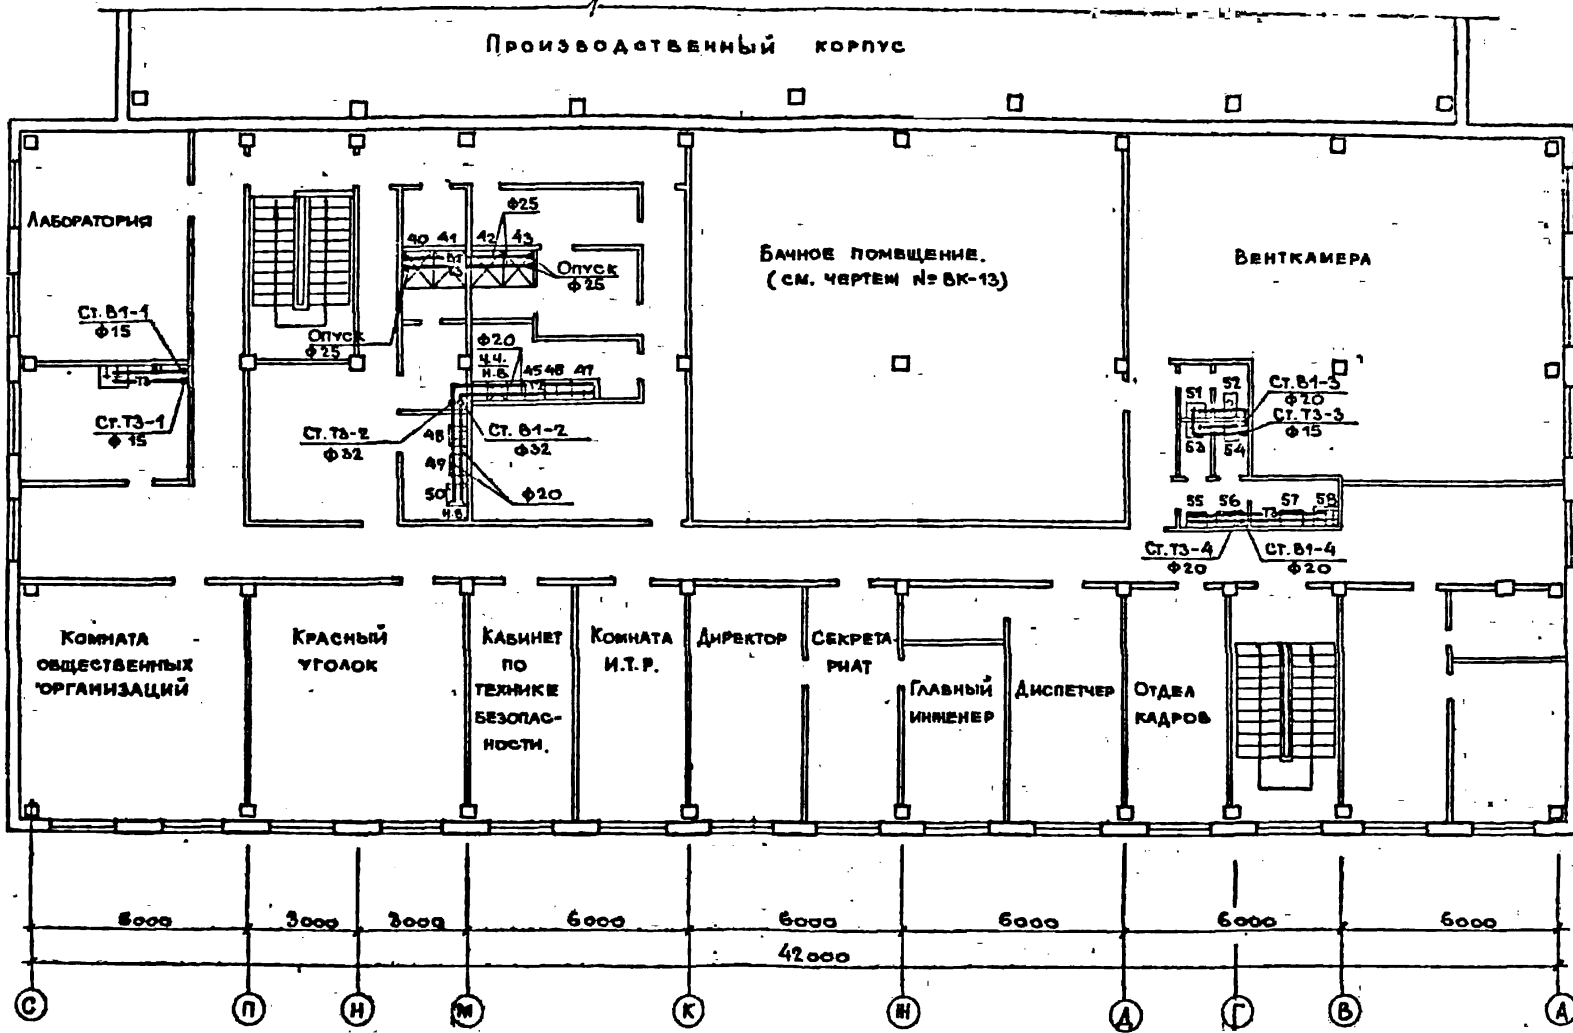 Производственный корпус
Лаборатория
Ст. В1-1
Ф15
Ст. Т3-1
Ф15
Т3
Ф25
40 41 42 43
Опуск
Ф25
Опуск
Ф25
Ф20
Н.В.
45 46 47
Ст. Т3-2
Ф32
Ст. В1-2
Ф32
48
49
50
Н.В.
Ф20
Бачное помещение.
(см. чертеж № ВК-13)
Венткамера
51 52
53 54
Ст. В1-3
Ф20
Ст. Т3-3
Ф15
55 56 57 58
Т3
Ст. Т3-4
Ф20
Ст. В1-4
Ф20
Комната
общественных
организаций
Красный
уголок
Кабинет
по
технике
безопас-
ности.
Комната
И.Т.Р.
Директор
Секрета-
риат
Главный
инженер
Диспетчер
Отдел
кадров
6000 3000 3000 6000 6000 6000 6000 6000
42000
С П Н М К Ж Д Г В А